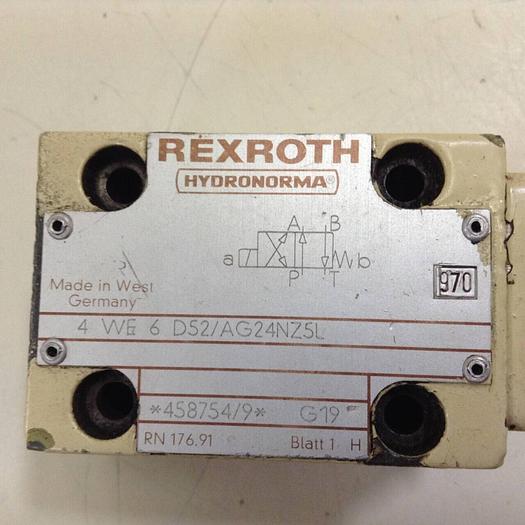 REXROTH
HYDRONORMA®
A B
a b
P T
Made in West
Germany
970
4 WE 6 D52/AG24NZ5L
*458754/9* G19
RN 176.91 Blatt 1 H